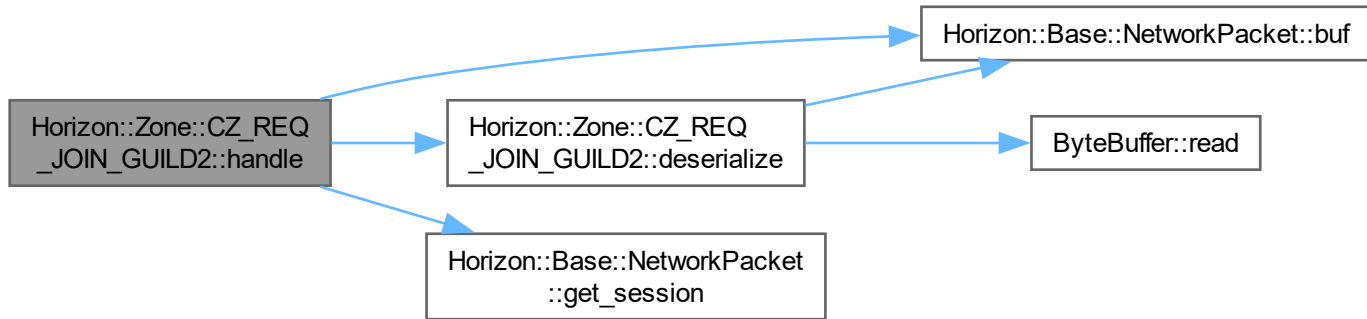 Horizon::Zone::CZ_REQ
_JOIN_GUILD2::handle
Horizon::Zone::CZ_REQ
_JOIN_GUILD2::deserialize
Horizon::Base::NetworkPacket::buf
ByteBuffer::read
Horizon::Base::NetworkPacket
::get_session